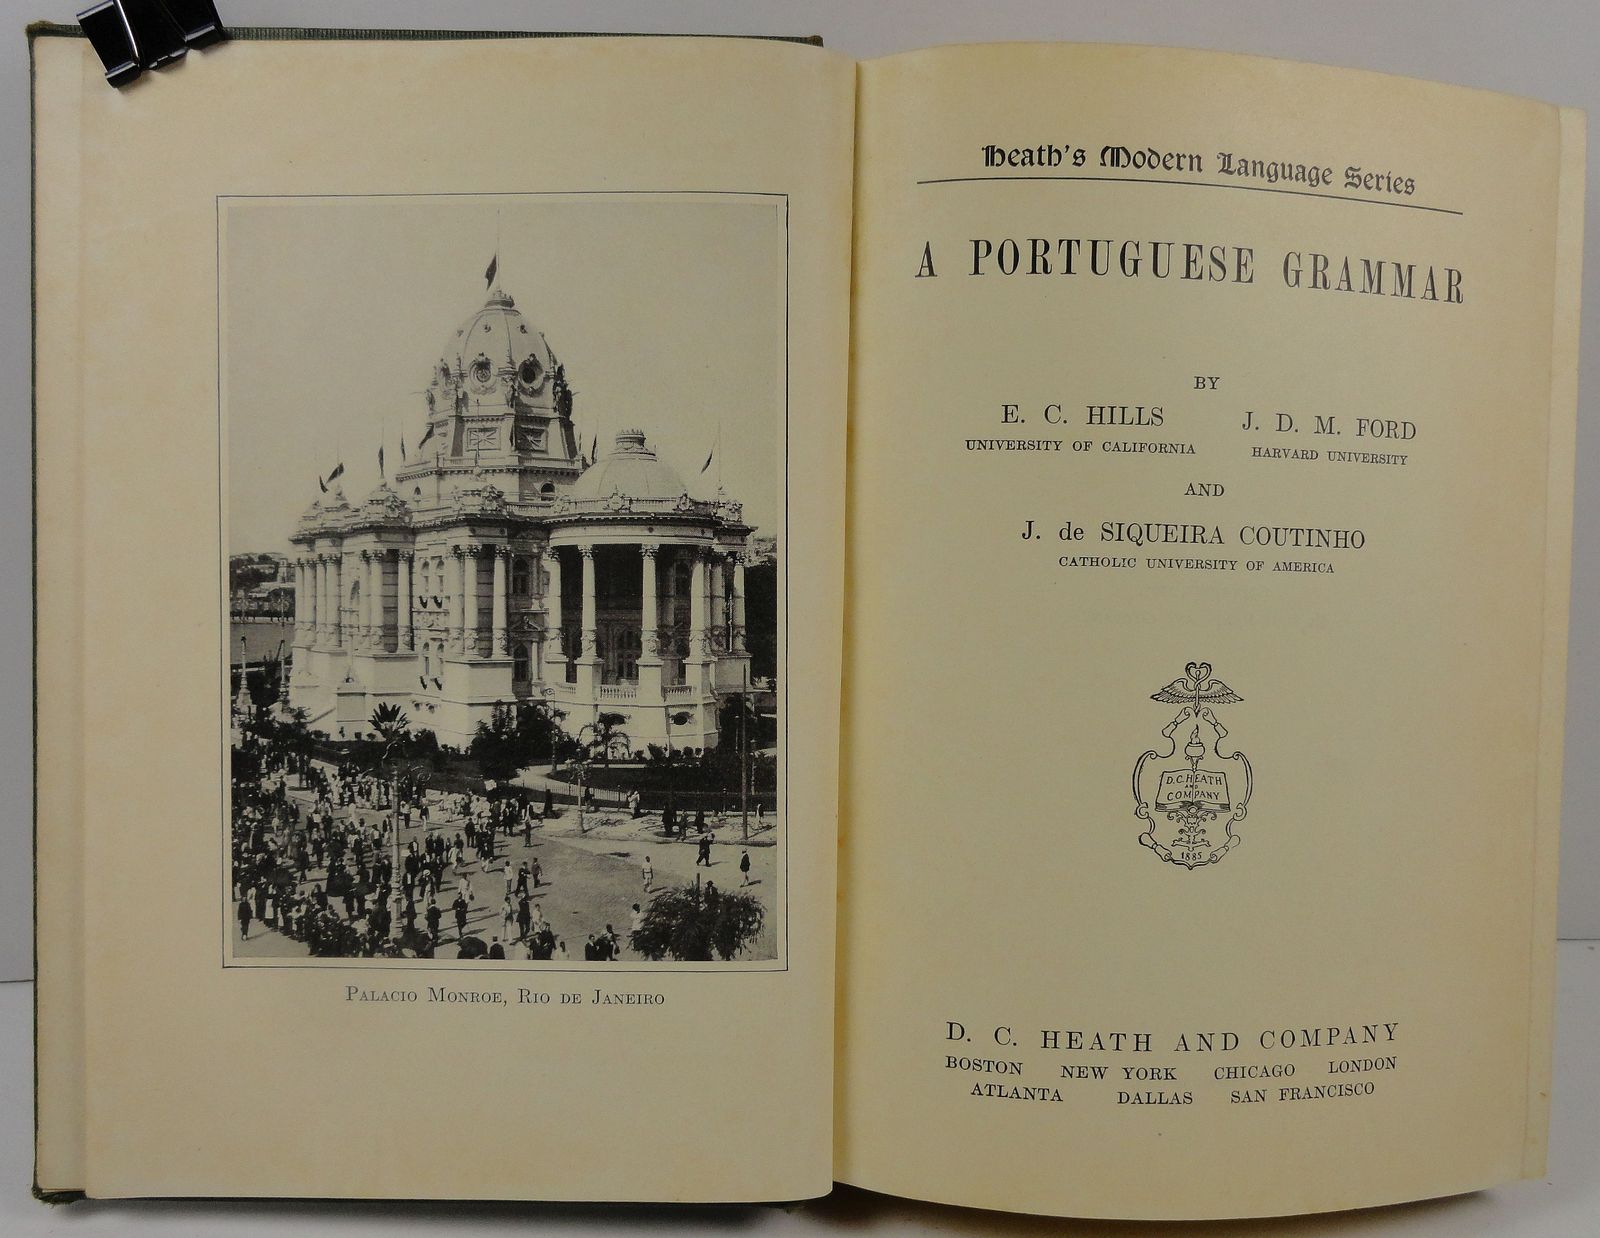 PALACIO MONROE, RIO DE JANEIRO
Heath's Modern Language Series
A PORTUGUESE GRAMMAR
BY
E. C. HILLS J. D. M. FORD
UNIVERSITY OF CALIFORNIA HARVARD UNIVERSITY
AND
J. de SIQUEIRA COUTINHO
CATHOLIC UNIVERSITY OF AMERICA
D. C. HEATH
AND
COMPANY
1885
D. C. HEATH AND COMPANY
BOSTON NEW YORK CHICAGO LONDON
ATLANTA DALLAS SAN FRANCISCO